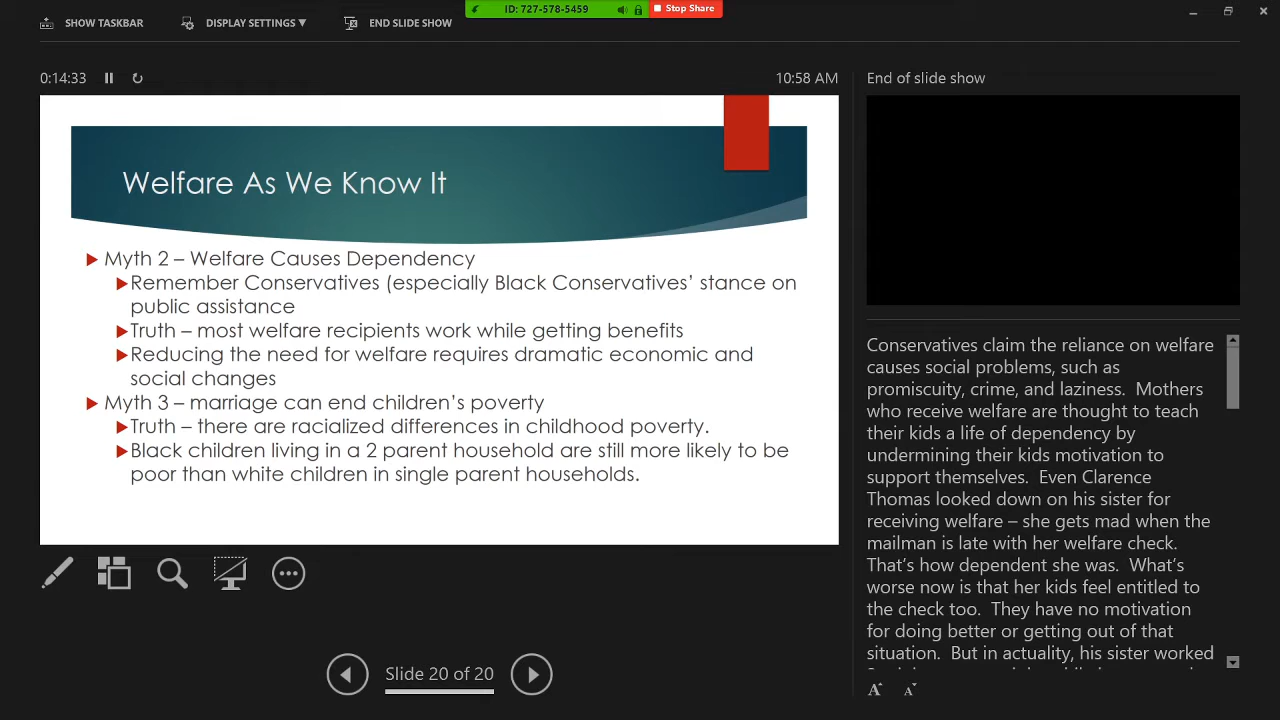 ID: 727-578-5459 Stop Share
SHOW TASKBAR DISPLAY SETTINGS ▼ END SLIDE SHOW
0:14:33 10:58 AM
Welfare As We Know It
Myth 2 – Welfare Causes Dependency
Remember Conservatives (especially Black Conservatives’ stance on
public assistance
Truth – most welfare recipients work while getting benefits
Reducing the need for welfare requires dramatic economic and
social changes
Myth 3 – marriage can end children’s poverty
Truth – there are racialized differences in childhood poverty.
Black children living in a 2 parent household are still more likely to be
poor than white children in single parent households.
Slide 20 of 20
End of slide show
Conservatives claim the reliance on welfare
causes social problems, such as
promiscuity, crime, and laziness. Mothers
who receive welfare are thought to teach
their kids a life of dependency by
undermining their kids motivation to
support themselves. Even Clarence
Thomas looked down on his sister for
receiving welfare – she gets mad when the
mailman is late with her welfare check.
That’s how dependent she was. What’s
worse now is that her kids feel entitled to
the check too. They have no motivation
for doing better or getting out of that
situation. But in actuality, his sister worked
A A